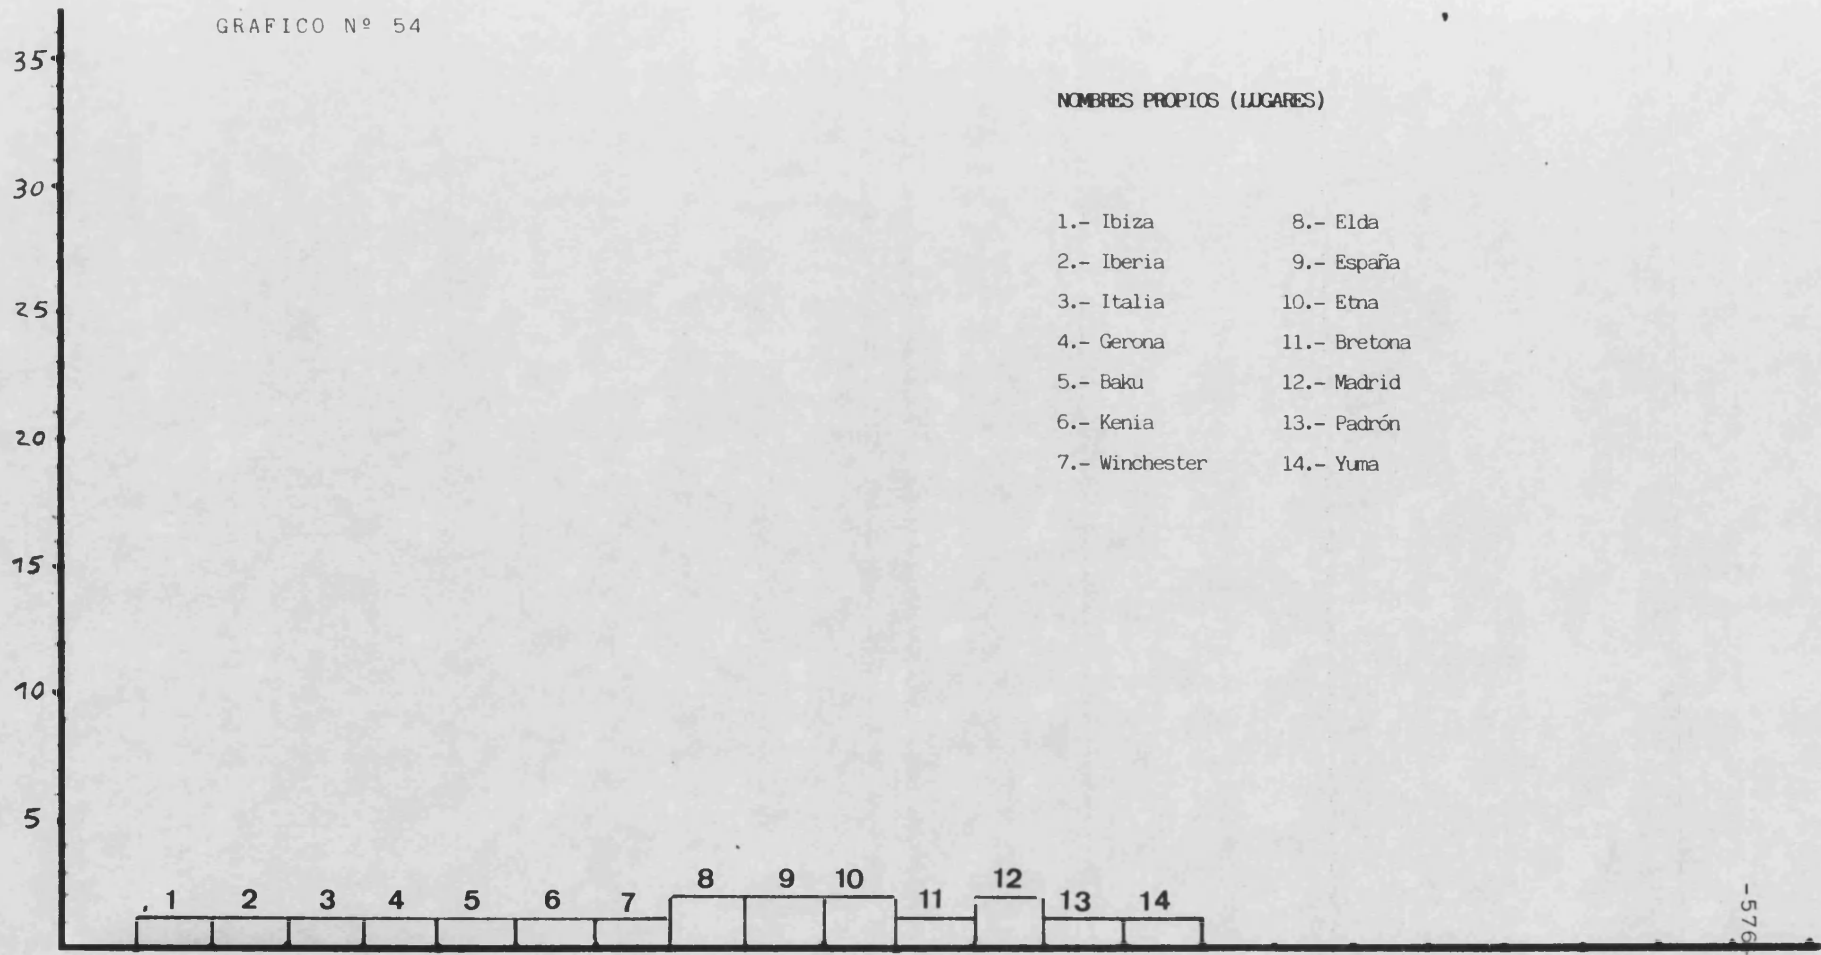 GRAFICO Nº 54
NOMBRES PROPIOS (LUGARES)
1.- Ibiza
2.- Iberia
3.- Italia
4.- Gerona
5.- Baku
6.- Kenia
7.- Winchester
8.- Elda
9.- España
10.- Etna
11.- Bretona
12.- Madrid
13.- Padrón
14.- Yuma
35
30
25
20
15
10
5
1 2 3 4 5 6 7 8 9 10 11 12 13 14
-576-